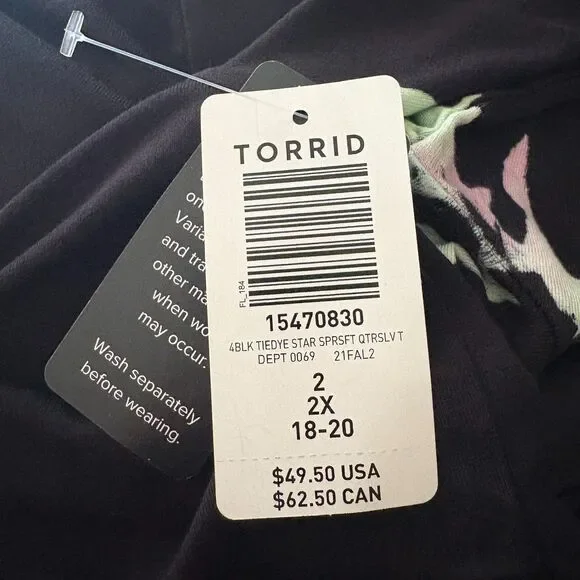 TORRID
FL_184
15470830
4BLK TIEDYE STAR SPRSFT QTRSLV T
DEPT 0069 21FAL2
2
2X
18-20
$49.50 USA
$62.50 CAN
Varia
and tra
other ma
when wo
may occur.
Wash separately
before wearing.